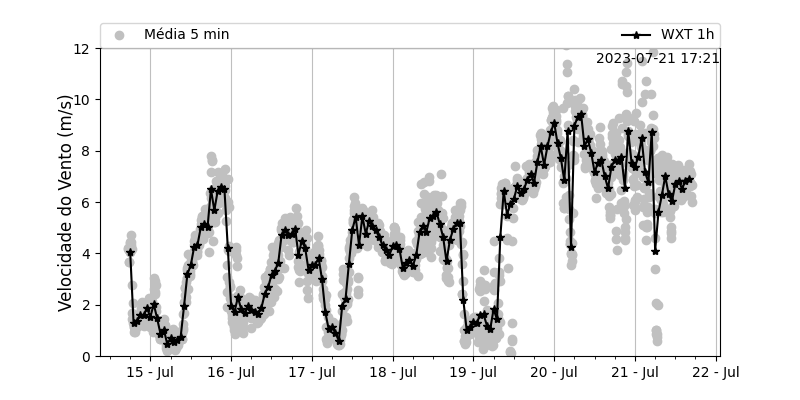 Média 5 min
WXT 1h
2023-07-21 17:21
Velocidade do Vento (m/s)
12
10
8
6
4
2
0
15 - Jul
16 - Jul
17 - Jul
18 - Jul
19 - Jul
20 - Jul
21 - Jul
22 - Jul